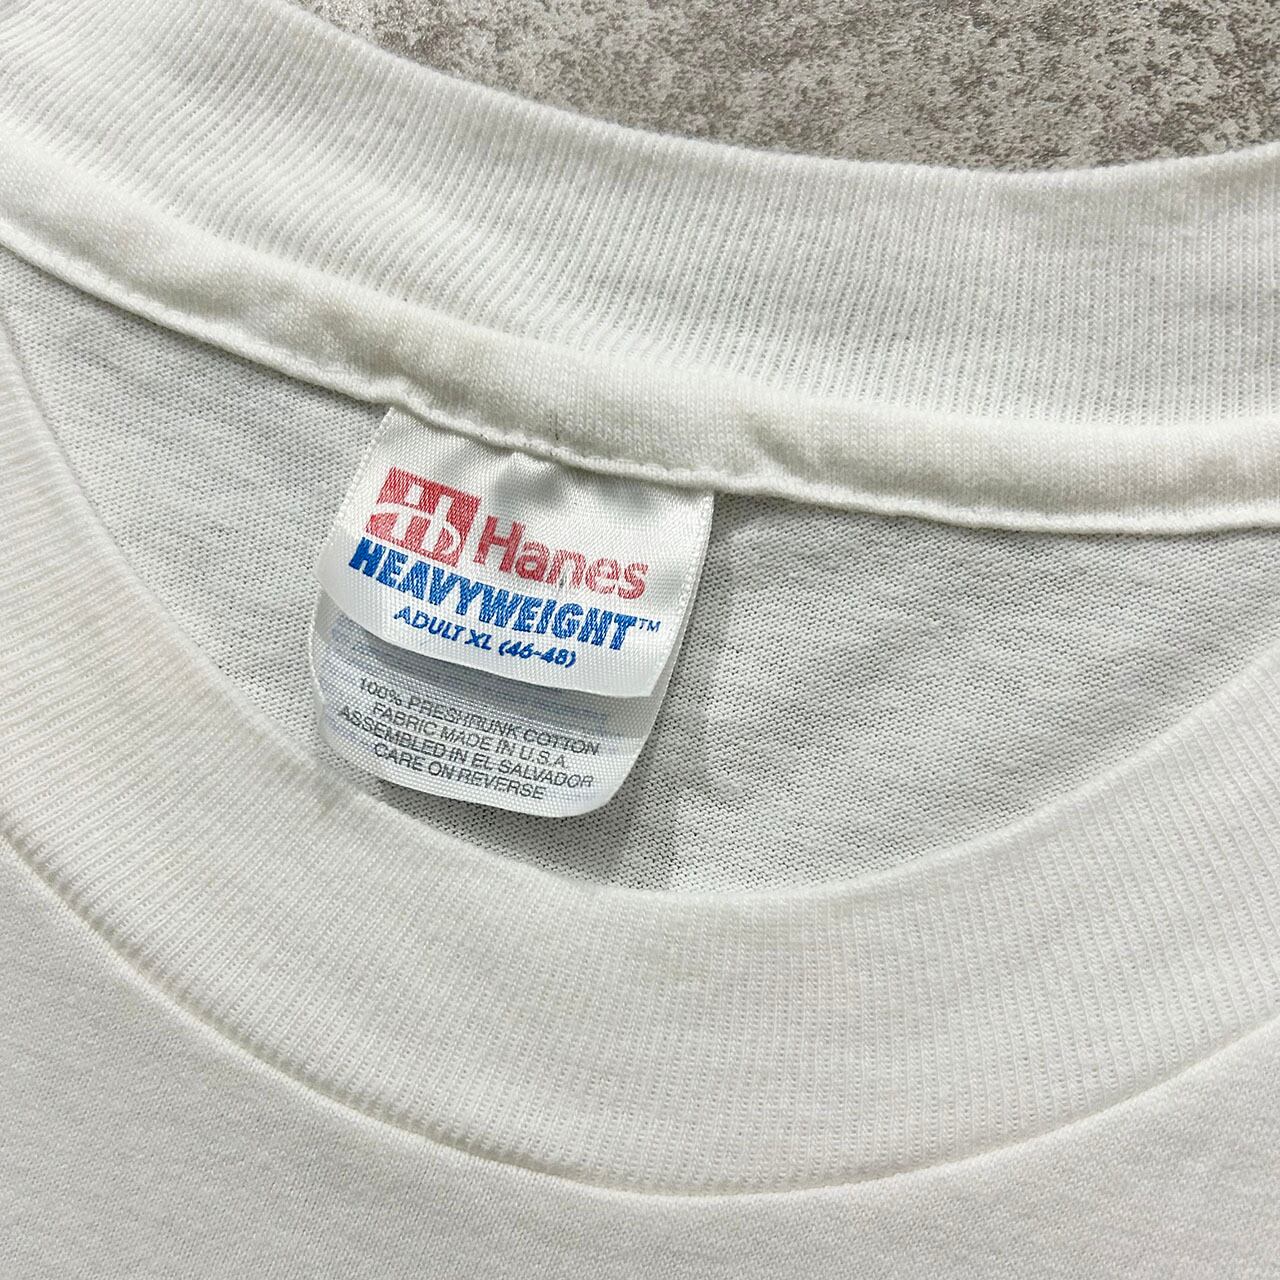 Hanes
HEAVYWEIGHT™
ADULT XL (46-48)
100% PRESHRUNK COTTON
FABRIC MADE IN U.S.A.
ASSEMBLED IN EL SALVADOR
CARE ON REVERSE